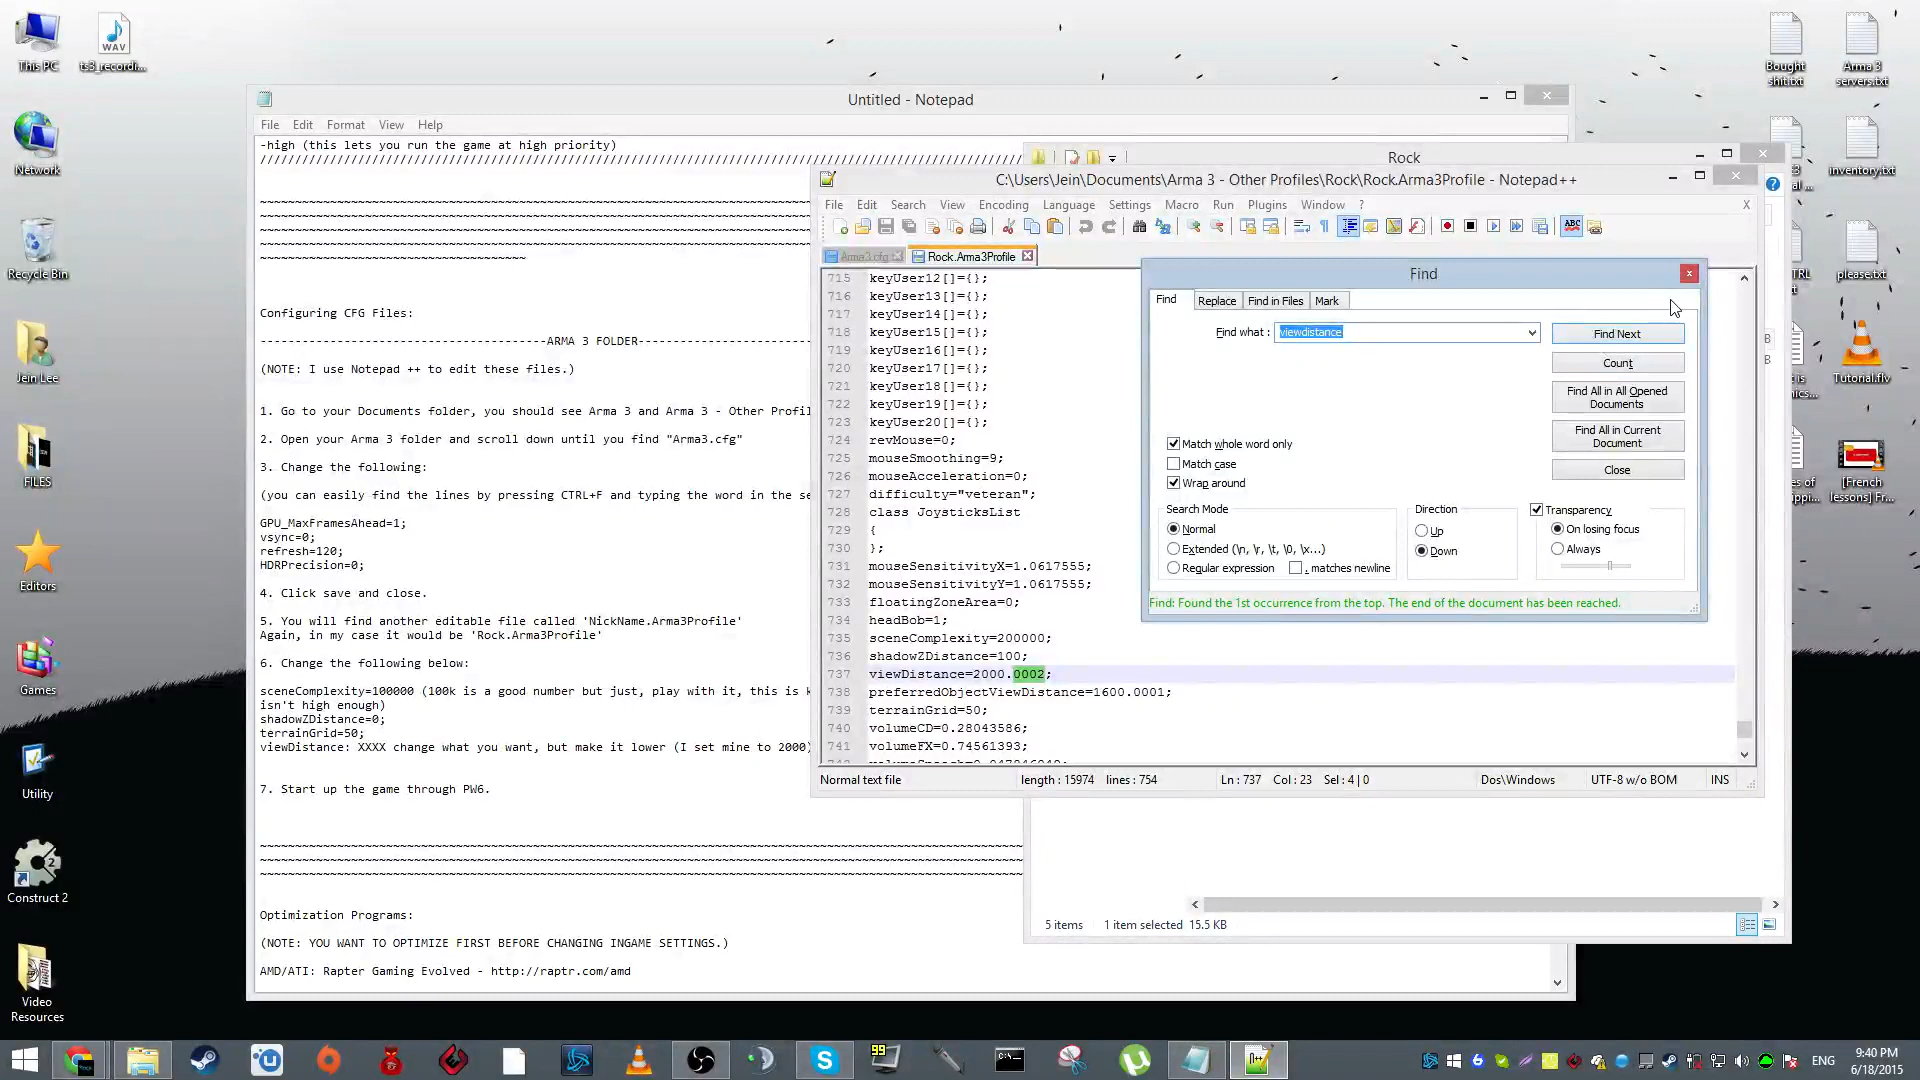 This PC
ts3_recordi...
Network
Recycle Bin
Jein Lee
FILES
Editors
Games
Utility
Construct 2
Video
Resources
Bought
shit.txt
Arma 3
servers.txt
inventory.txt
please.txt
Tutorial.flv
[French
lessons] Fr...
WAV
Untitled - Notepad
File Edit Format View Help
-high (this lets you run the game at high priority)
Configuring CFG Files:
ARMA 3 FOLDER
(NOTE: I use Notepad ++ to edit these files.)
1. Go to your Documents folder, you should see Arma 3 and Arma 3 - Other Profil
2. Open your Arma 3 folder and scroll down until you find "Arma3.cfg"
3. Change the following:
(you can easily find the lines by pressing CTRL+F and typing the word in the se
GPU_MaxFramesAhead=1;
vsync=0;
refresh=120;
HDRPrecision=0;
4. Click save and close.
5. You will find another editable file called 'NickName.Arma3Profile'
Again, in my case it would be 'Rock.Arma3Profile'
6. Change the following below:
sceneComplexity=100000 (100k is a good number but just, play with it, this is k
isn't high enough)
shadowZDistance=0;
terrainGrid=50;
viewDistance: XXXX change what you want, but make it lower (I set mine to 2000)
7. Start up the game through PW6.
Optimization Programs:
(NOTE: YOU WANT TO OPTIMIZE FIRST BEFORE CHANGING INGAME SETTINGS.)
AMD/ATI: Rapter Gaming Evolved - http://raptr.com/amd
Rock
C:\Users\Jein\Documents\Arma 3 - Other Profiles\Rock\Rock.Arma3Profile - Notepad++
File Edit Search View Encoding Language Settings Macro Run Plugins Window ? X
Arma3.cfg Rock.Arma3Profile
715 keyUser12[]={};
716 keyUser13[]={};
717 keyUser14[]={};
718 keyUser15[]={};
719 keyUser16[]={};
720 keyUser17[]={};
721 keyUser18[]={};
722 keyUser19[]={};
723 keyUser20[]={};
724 revMouse=0;
725 mouseSmoothing=9;
726 mouseAcceleration=0;
727 difficulty="veteran";
728 class JoysticksList
729 {
730 };
731 mouseSensitivityX=1.0617555;
732 mouseSensitivityY=1.0617555;
733 floatingZoneArea=0;
734 headBob=1;
735 sceneComplexity=200000;
736 shadowZDistance=100;
737 viewDistance=2000.0002;
738 preferredObjectViewDistance=1600.0001;
739 terrainGrid=50;
740 volumeCD=0.28043586;
741 volumeFX=0.74561393;
Normal text file length : 15974 lines : 754 Ln : 737 Col : 23 Sel : 4 | 0 Dos\Windows UTF-8 w/o BOM INS
Find
Find Replace Find in Files Mark
Find what : viewdistance
Find Next
Count
Find All in All Opened
Documents
Find All in Current
Document
Close
Match whole word only
Match case
Wrap around
Search Mode
Normal
Extended (\n, \r, \t, \0, \x...)
Regular expression . matches newline
Direction
Up
Down
Transparency
On losing focus
Always
Find: Found the 1st occurrence from the top. The end of the document has been reached.
5 items 1 item selected 15.5 KB
99
ENG
9:40 PM
6/18/2015